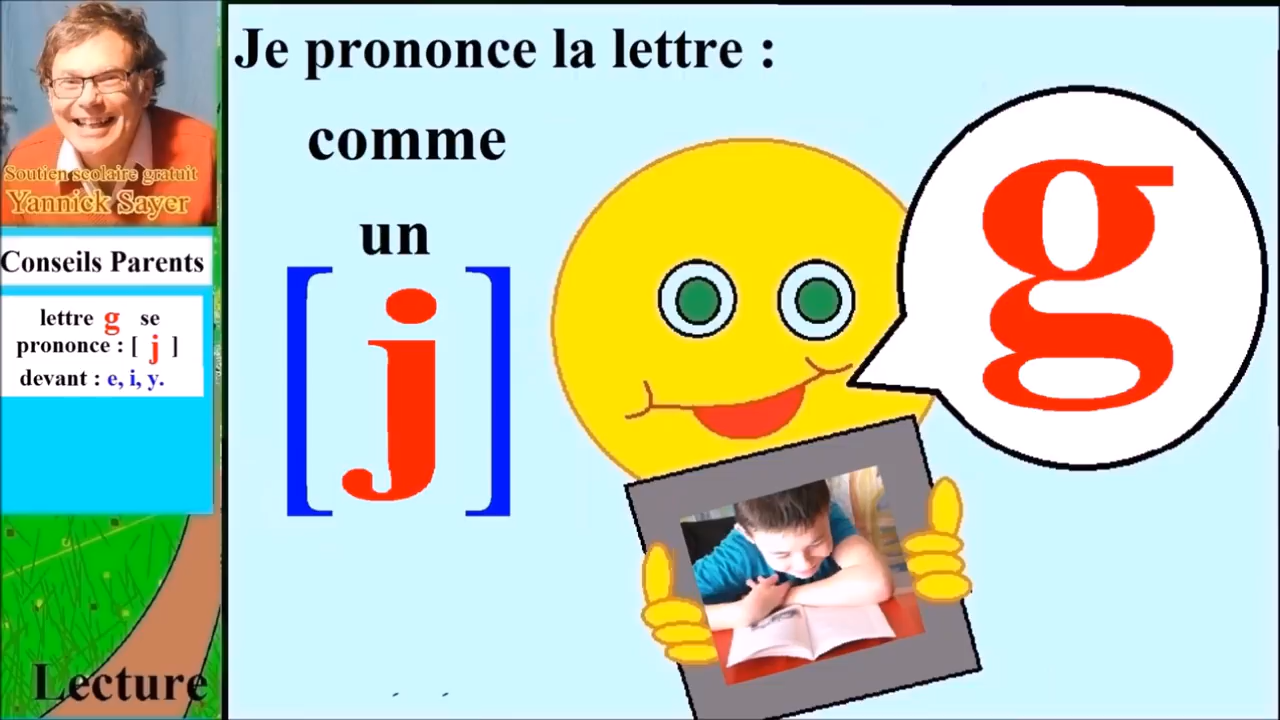 Je prononce la lettre :
comme
un
[ j ]
g
Soutien scolaire gratuit
Yannick Sayer
Conseils Parents
lettre g se
prononce : [ j ]
devant : e, i, y.
Lecture